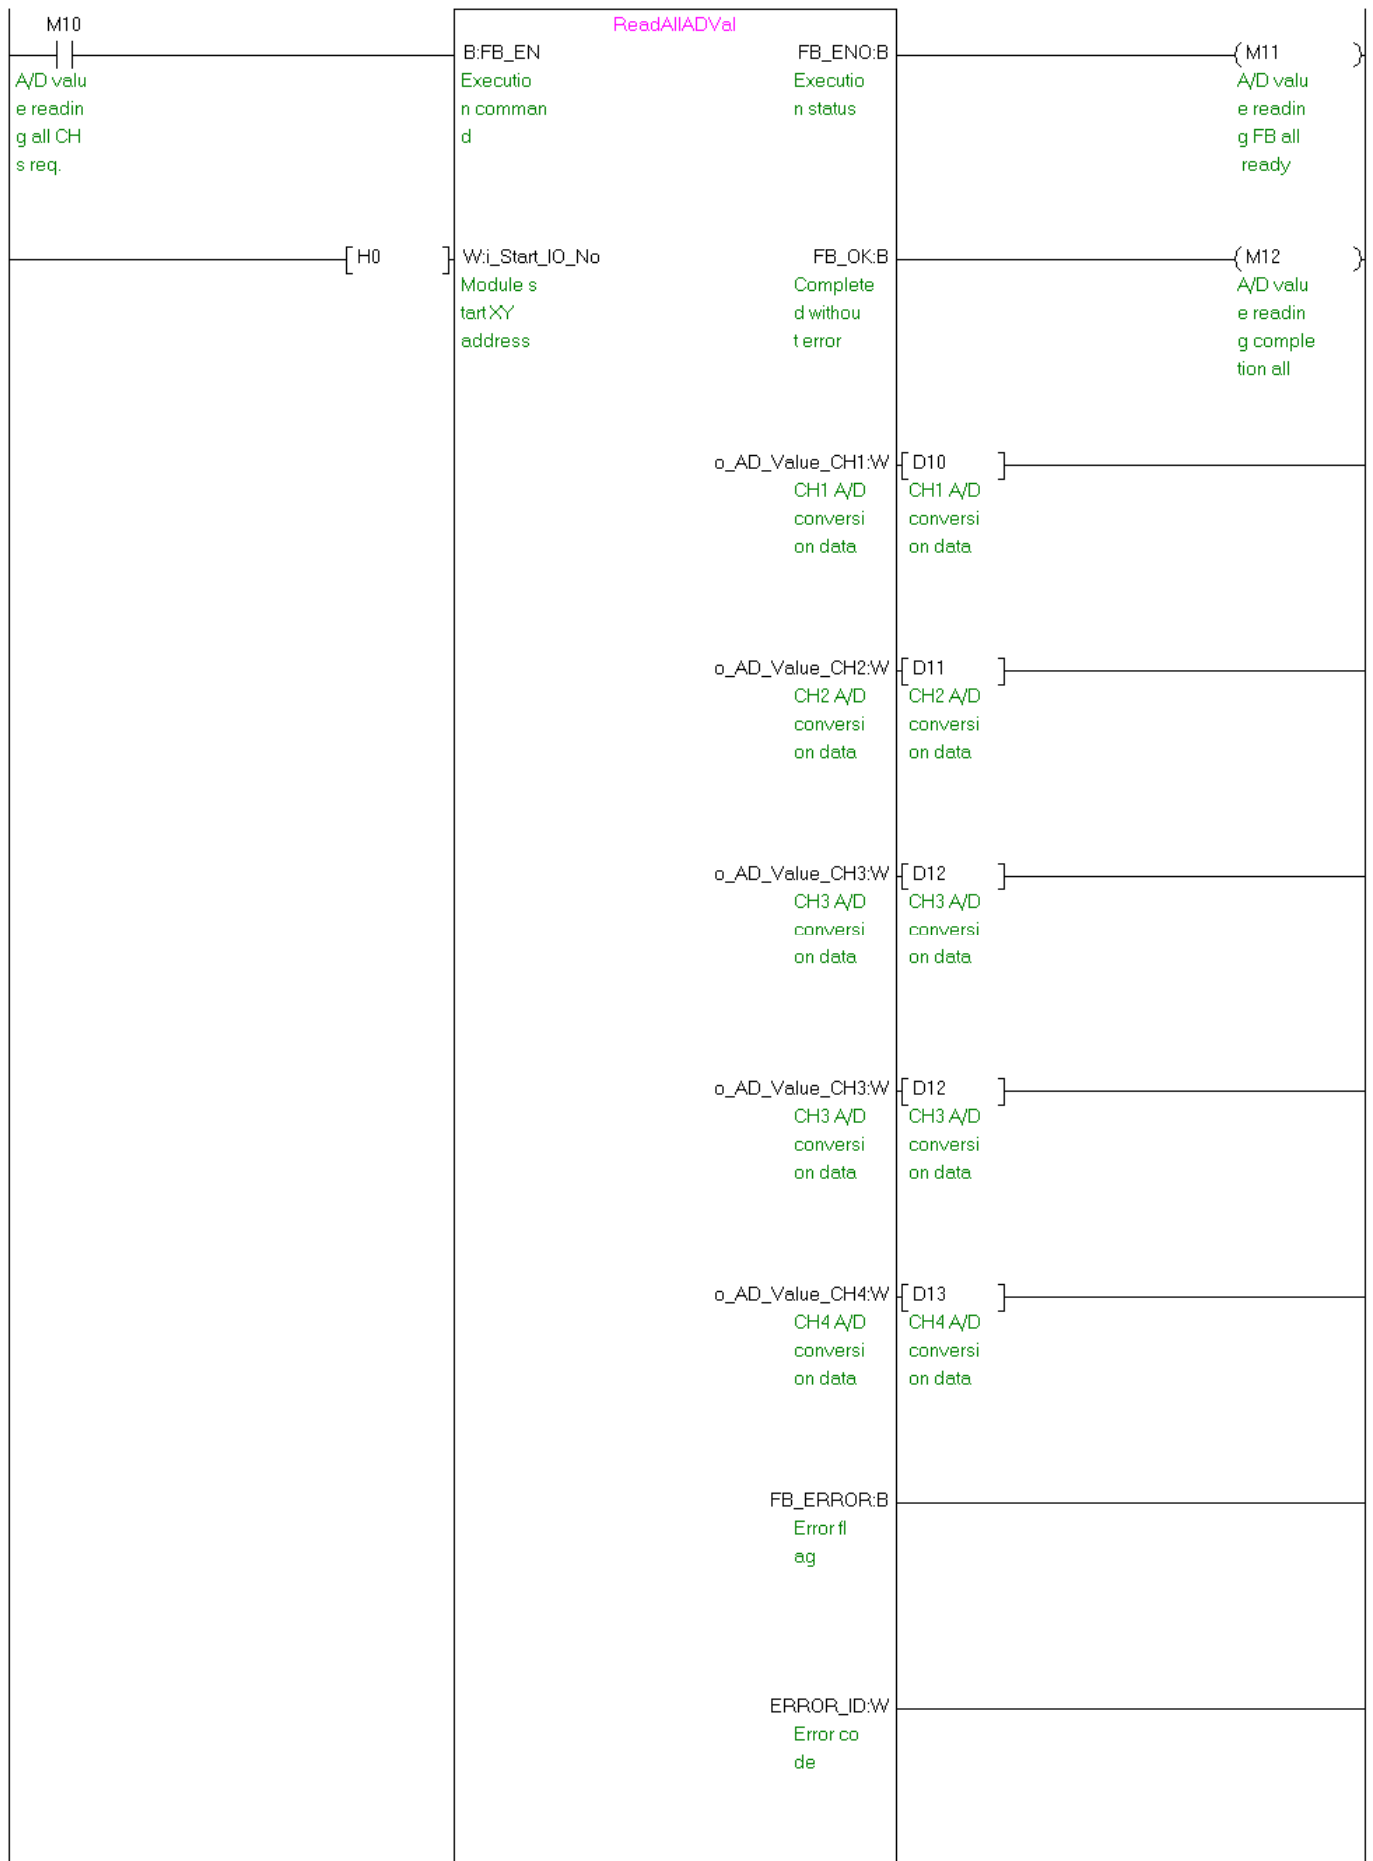 M10
ReadAllADVal
B:FB_EN
FB_ENO:B
M11
A/D valu
e readin
g all CH
s req.
Executio
n comman
d
Executio
n status
A/D valu
e readin
g FB all
ready
H0
W:i_Start_IO_No
FB_OK:B
M12
Module s
tart XY
address
Complete
d withou
t error
A/D valu
e readin
g comple
tion all
o_AD_Value_CH1:W
D10
CH1 A/D
conversi
on data
CH1 A/D
conversi
on data
o_AD_Value_CH2:W
D11
CH2 A/D
conversi
on data
CH2 A/D
conversi
on data
o_AD_Value_CH3:W
D12
CH3 A/D
conversi
on data
CH3 A/D
conversi
on data
o_AD_Value_CH3:W
D12
CH3 A/D
conversi
on data
CH3 A/D
conversi
on data
o_AD_Value_CH4:W
D13
CH4 A/D
conversi
on data
CH4 A/D
conversi
on data
FB_ERROR:B
Error fl
ag
ERROR_ID:W
Error co
de